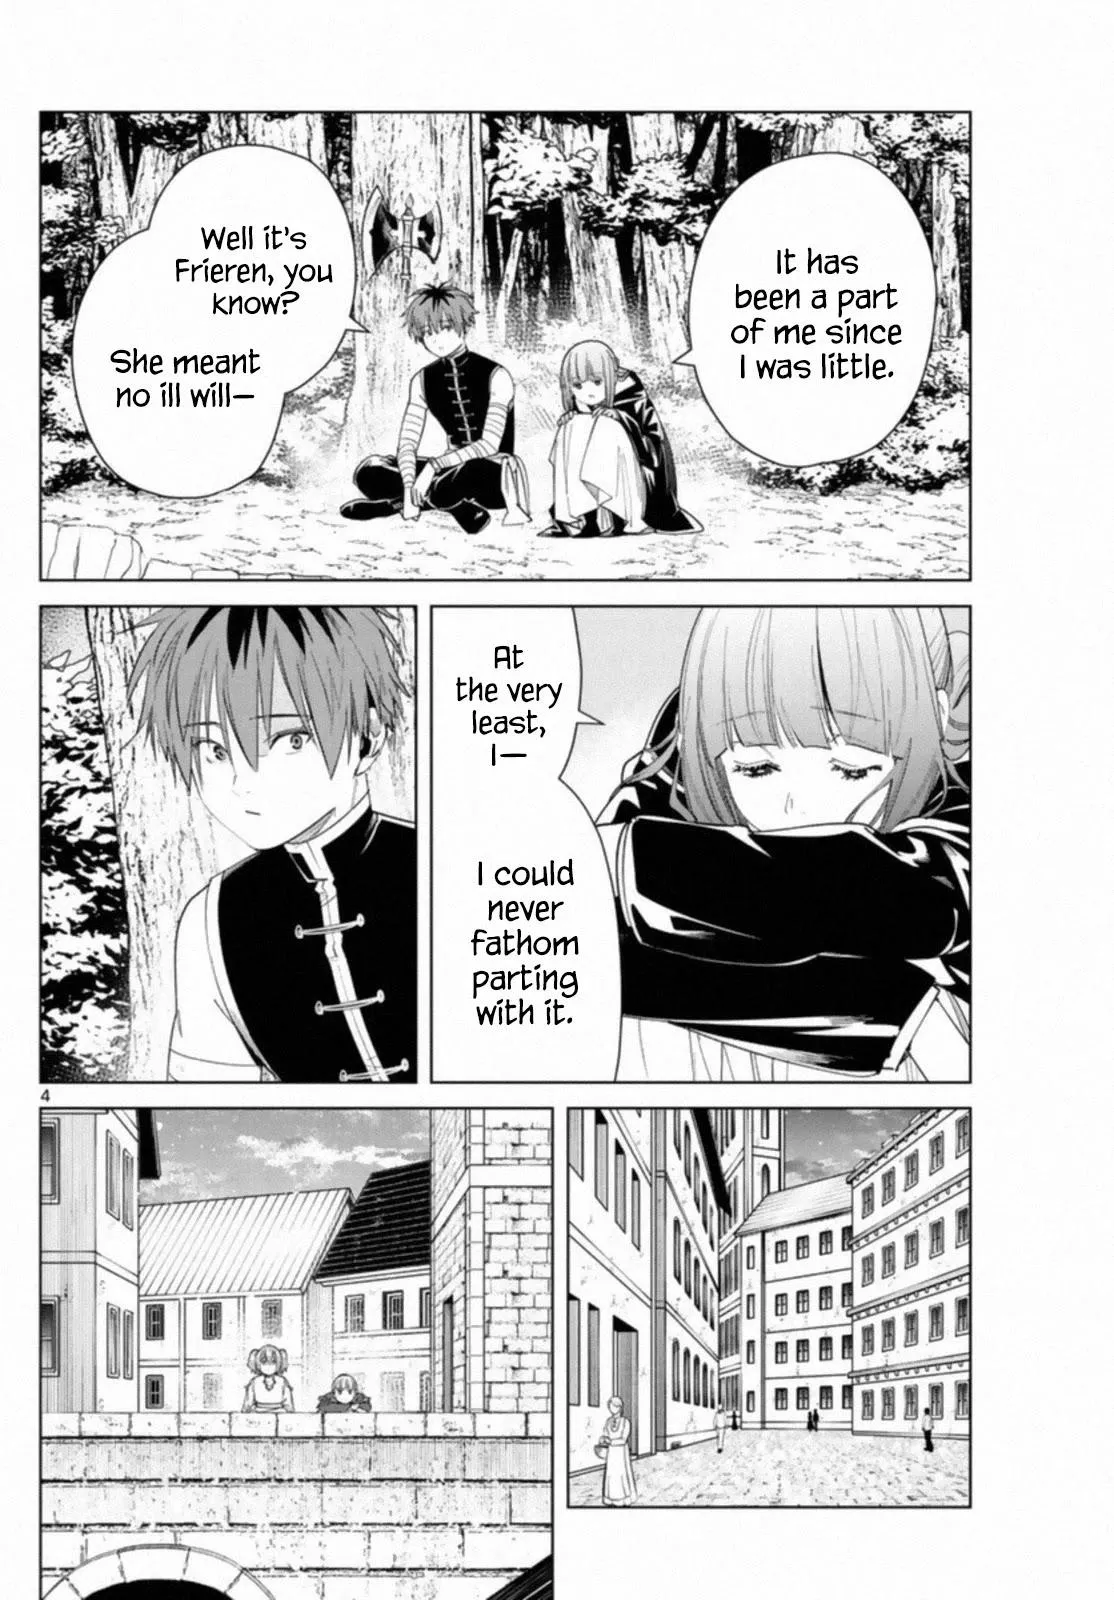 It has
been a part
of me since
I was little.
Well it's
Frieren, you
know?
She meant
no ill will—
At
the very
least,
I—
I could
never
fathom
parting
with it.
4